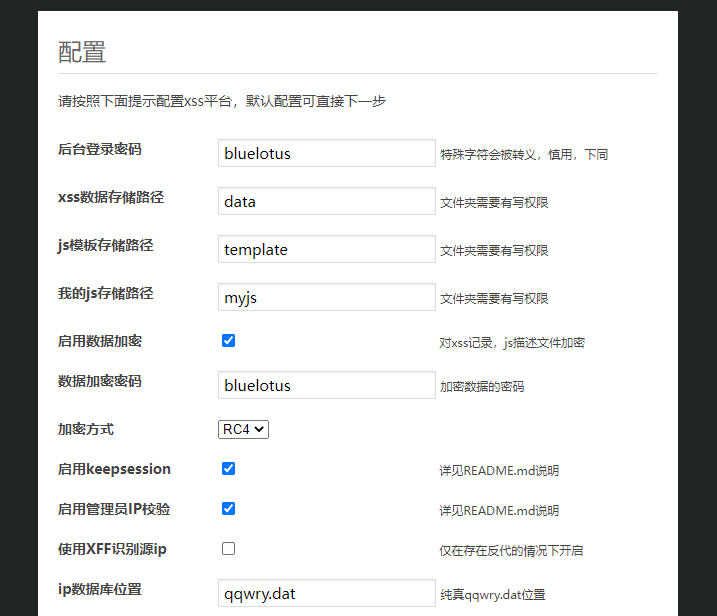 配置
请按照下面提示配置xss平台，默认配置可直接下一步
后台登录密码 bluelotus 特殊字符会被转义，慎用，下同
xss数据存储路径 data 文件夹需要有写权限
js模板存储路径 template 文件夹需要有写权限
我的js存储路径 myjs 文件夹需要有写权限
启用数据加密 对xss记录，js描述文件加密
数据加密密码 bluelotus 加密数据的密码
加密方式 RC4
启用keepsession 详见README.md说明
启用管理员IP校验 详见README.md说明
使用XFF识别源ip 仅在存在反代的情况下开启
ip数据库位置 qqwry.dat 纯真qqwry.dat位置